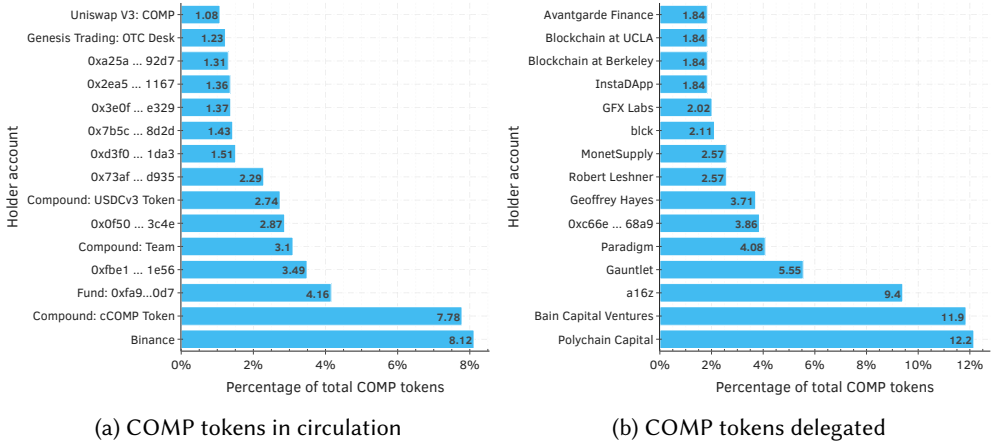 Holder account
Uniswap V3: COMP 1.08
Genesis Trading: OTC Desk 1.23
0xa25a ... 92d7 1.31
0x2ea5 ... 1167 1.36
0x3e0f ... e329 1.37
0x7b5c ... 8d2d 1.43
0xd3f0 ... 1da3 1.51
0x73af ... d935 2.29
Compound: USDCv3 Token 2.74
0x0f50 ... 3c4e 2.87
Compound: Team 3.1
0xfbe1 ... 1e56 3.49
Fund: 0xfa9...0d7 4.16
Compound: cCOMP Token 7.78
Binance 8.12
0% 2% 4% 6% 8%
Percentage of total COMP tokens
(a) COMP tokens in circulation
Holder account
Avantgarde Finance 1.84
Blockchain at UCLA 1.84
Blockchain at Berkeley 1.84
InstaDApp 1.84
GFX Labs 2.02
blck 2.11
MonetSupply 2.57
Robert Leshner 2.57
Geoffrey Hayes 3.71
0xc66e ... 68a9 3.86
Paradigm 4.08
Gauntlet 5.55
a16z 9.4
Bain Capital Ventures 11.9
Polychain Capital 12.2
0% 2% 4% 6% 8% 10% 12%
Percentage of total COMP tokens
(b) COMP tokens delegated